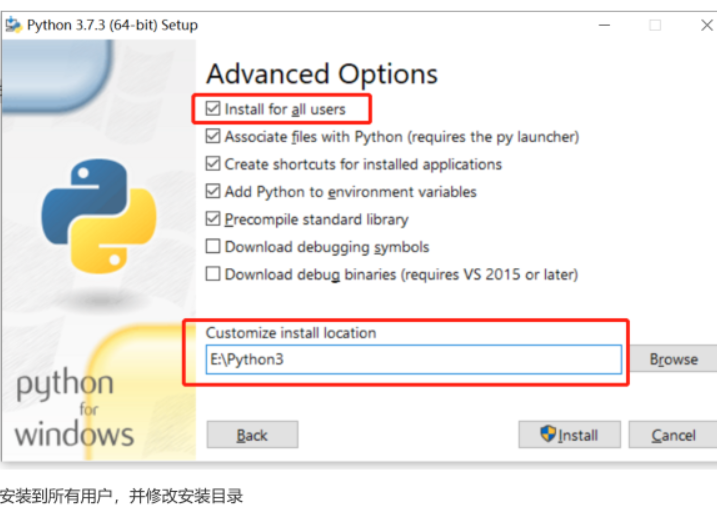 Python 3.7.3 (64-bit) Setup
Advanced Options
Install for all users
Associate files with Python (requires the py launcher)
Create shortcuts for installed applications
Add Python to environment variables
Precompile standard library
Download debugging symbols
Download debug binaries (requires VS 2015 or later)
Customize install location
E:\Python3
Browse
python
for
windows
Back
Install
Cancel
安装到所有用户，并修改安装目录